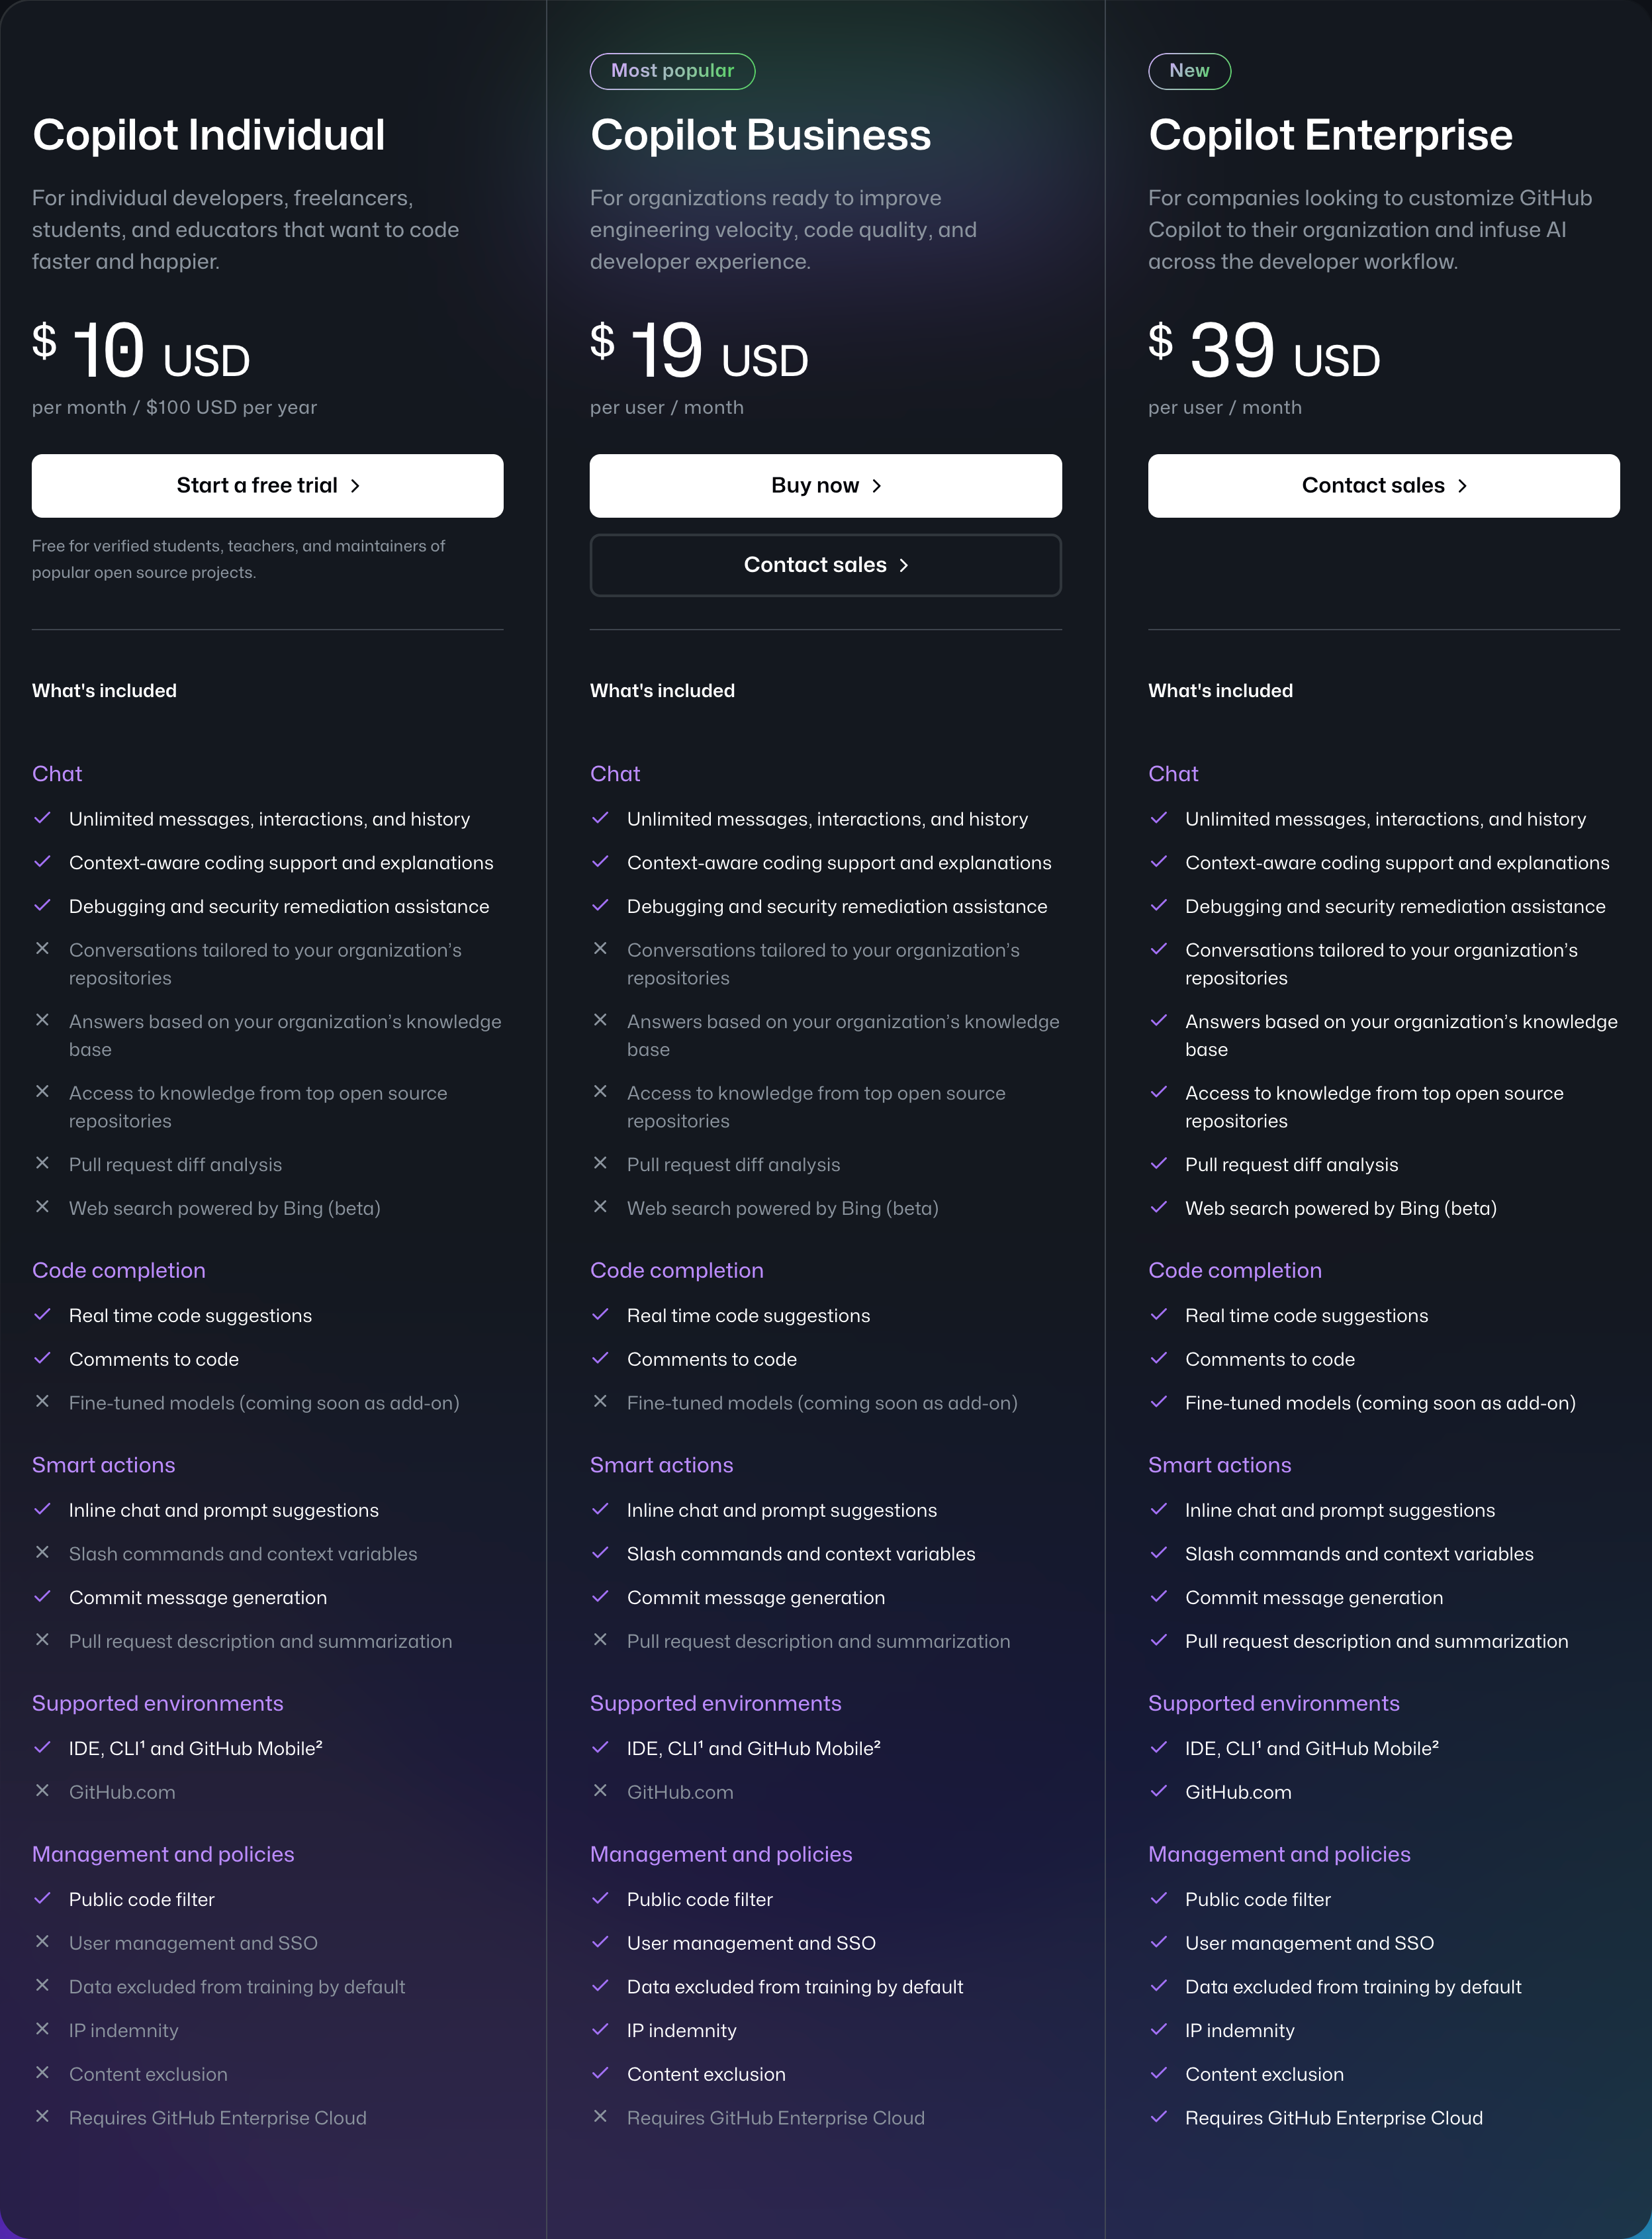 Copilot Individual
For individual developers, freelancers,
students, and educators that want to code
faster and happier.
$ 10 USD
per month / $100 USD per year
Start a free trial
Free for verified students, teachers, and maintainers of
popular open source projects.
What's included
Chat
Unlimited messages, interactions, and history
Context-aware coding support and explanations
Debugging and security remediation assistance
Conversations tailored to your organization’s
repositories
Answers based on your organization’s knowledge
base
Access to knowledge from top open source
repositories
Pull request diff analysis
Web search powered by Bing (beta)
Code completion
Real time code suggestions
Comments to code
Fine-tuned models (coming soon as add-on)
Smart actions
Inline chat and prompt suggestions
Slash commands and context variables
Commit message generation
Pull request description and summarization
Supported environments
IDE, CLI¹ and GitHub Mobile²
GitHub.com
Management and policies
Public code filter
User management and SSO
Data excluded from training by default
IP indemnity
Content exclusion
Requires GitHub Enterprise Cloud
Most popular
Copilot Business
For organizations ready to improve
engineering velocity, code quality, and
developer experience.
$ 19 USD
per user / month
Buy now
Contact sales
What's included
Chat
Unlimited messages, interactions, and history
Context-aware coding support and explanations
Debugging and security remediation assistance
Conversations tailored to your organization’s
repositories
Answers based on your organization’s knowledge
base
Access to knowledge from top open source
repositories
Pull request diff analysis
Web search powered by Bing (beta)
Code completion
Real time code suggestions
Comments to code
Fine-tuned models (coming soon as add-on)
Smart actions
Inline chat and prompt suggestions
Slash commands and context variables
Commit message generation
Pull request description and summarization
Supported environments
IDE, CLI¹ and GitHub Mobile²
GitHub.com
Management and policies
Public code filter
User management and SSO
Data excluded from training by default
IP indemnity
Content exclusion
Requires GitHub Enterprise Cloud
New
Copilot Enterprise
For companies looking to customize GitHub
Copilot to their organization and infuse AI
across the developer workflow.
$ 39 USD
per user / month
Contact sales
What's included
Chat
Unlimited messages, interactions, and history
Context-aware coding support and explanations
Debugging and security remediation assistance
Conversations tailored to your organization’s
repositories
Answers based on your organization’s knowledge
base
Access to knowledge from top open source
repositories
Pull request diff analysis
Web search powered by Bing (beta)
Code completion
Real time code suggestions
Comments to code
Fine-tuned models (coming soon as add-on)
Smart actions
Inline chat and prompt suggestions
Slash commands and context variables
Commit message generation
Pull request description and summarization
Supported environments
IDE, CLI¹ and GitHub Mobile²
GitHub.com
Management and policies
Public code filter
User management and SSO
Data excluded from training by default
IP indemnity
Content exclusion
Requires GitHub Enterprise Cloud